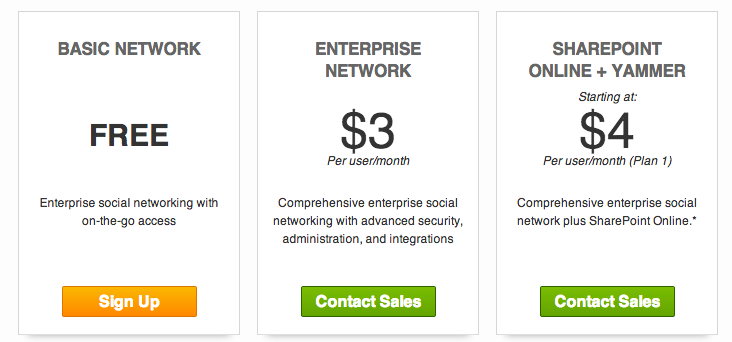 BASIC NETWORK
FREE
Enterprise social networking with
on-the-go access
Sign Up
ENTERPRISE
NETWORK
$3
Per user/month
Comprehensive enterprise social
networking with advanced security,
administration, and integrations
Contact Sales
SHAREPOINT
ONLINE + YAMMER
Starting at:
$4
Per user/month (Plan 1)
Comprehensive enterprise social
network plus SharePoint Online.*
Contact Sales